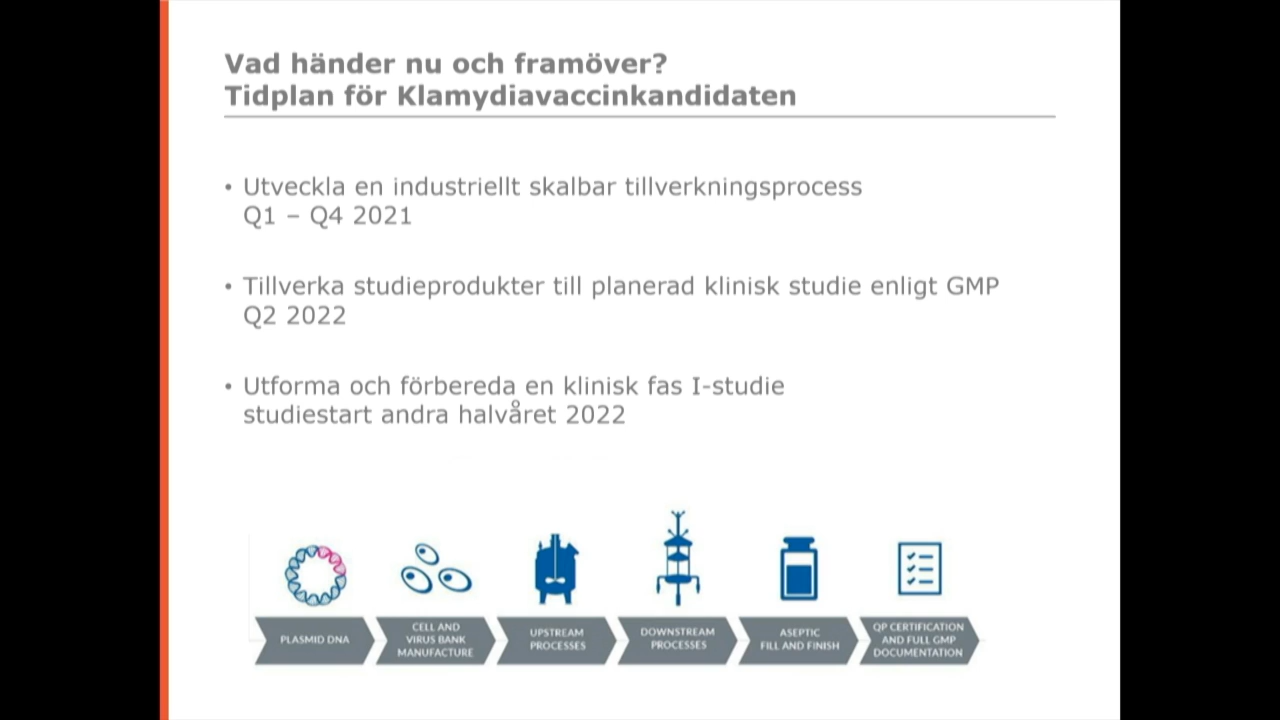 Vad händer nu och framöver?
Tidplan för Klamydiavaccinkandidaten
• Utveckla en industriellt skalbar tillverkningsprocess
Q1 – Q4 2021
• Tillverka studieprodukter till planerad klinisk studie enligt GMP
Q2 2022
• Utforma och förbereda en klinisk fas I-studie
studiestart andra halvåret 2022
PLASMID DNA
CELL AND
VIRUS BANK
MANUFACTURE
UPSTREAM
PROCESSES
DOWNSTREAM
PROCESSES
ASEPTIC
FILL AND FINISH
QP CERTIFICATION
AND FULL GMP
DOCUMENTATION